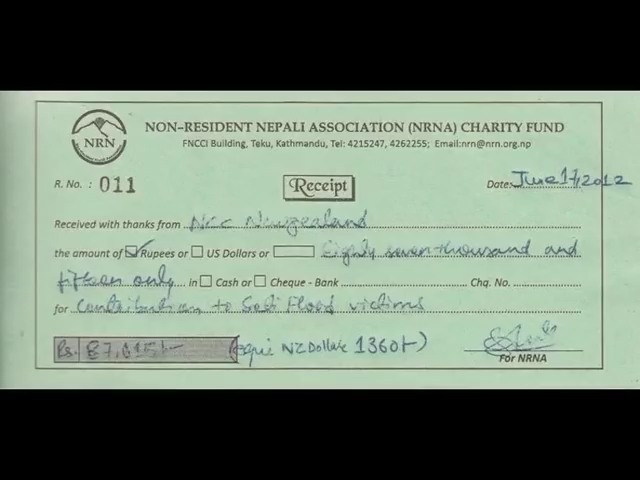 NRN
NON-RESIDENT NEPALI ASSOCIATION (NRNA) CHARITY FUND
FNCCI Building, Teku, Kathmandu, Tel: 4215247, 4262255; Email:nrn@nrn.org.np
R. No. : 011 Receipt Date: June 17, 2012
Received with thanks from NCC Newzealand
the amount of Rupees or US Dollars or Eighty seven thousand and
fifteen only in Cash or Cheque - Bank Chq. No.
for Contribution to Seti Flood victims
Rs. 87,015/- NZ Dollars 1360/-)
For NRNA